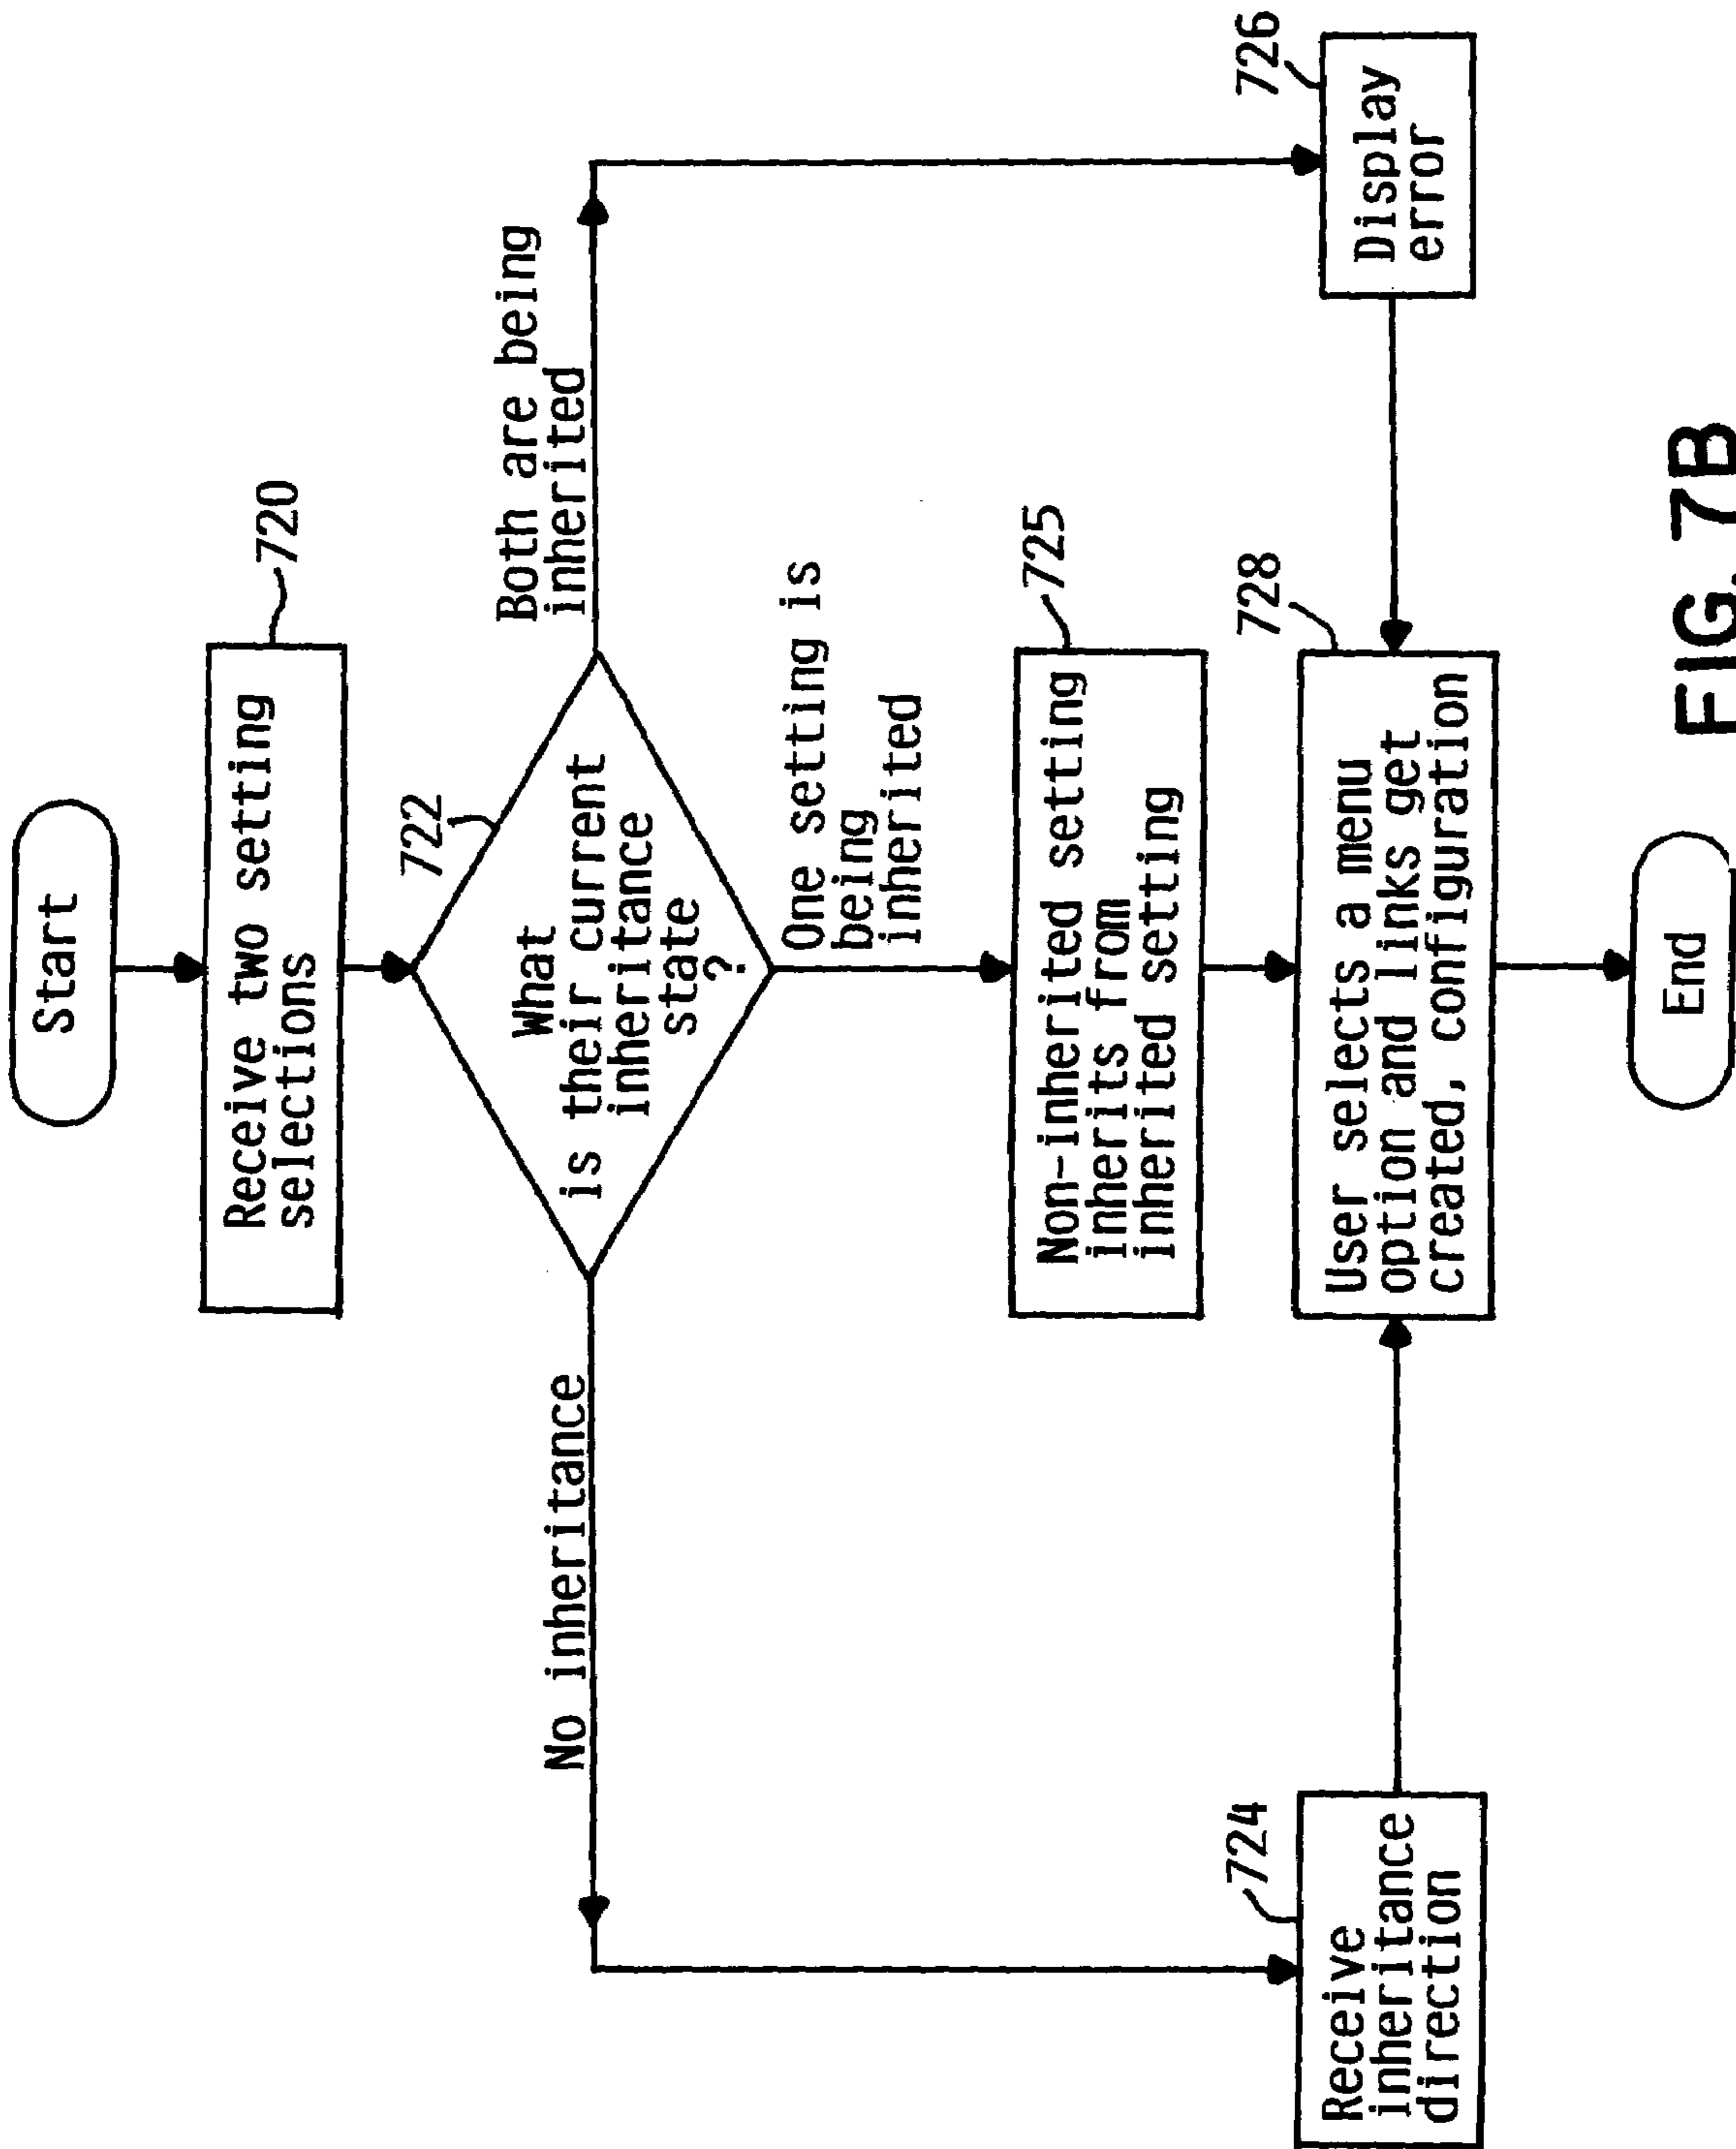 Start
720
Receive two setting
selections
722
What
is their current
inheritance
state
?
No inheritance
Both are being
inherited
One setting is
being
inherited
724
Receive
inheritance
direction
725
Non-inherited setting
inherits from
inherited setting
726
Display
error
728
User selects a menu
option and links get
created, configuration
End
FIG. 7B